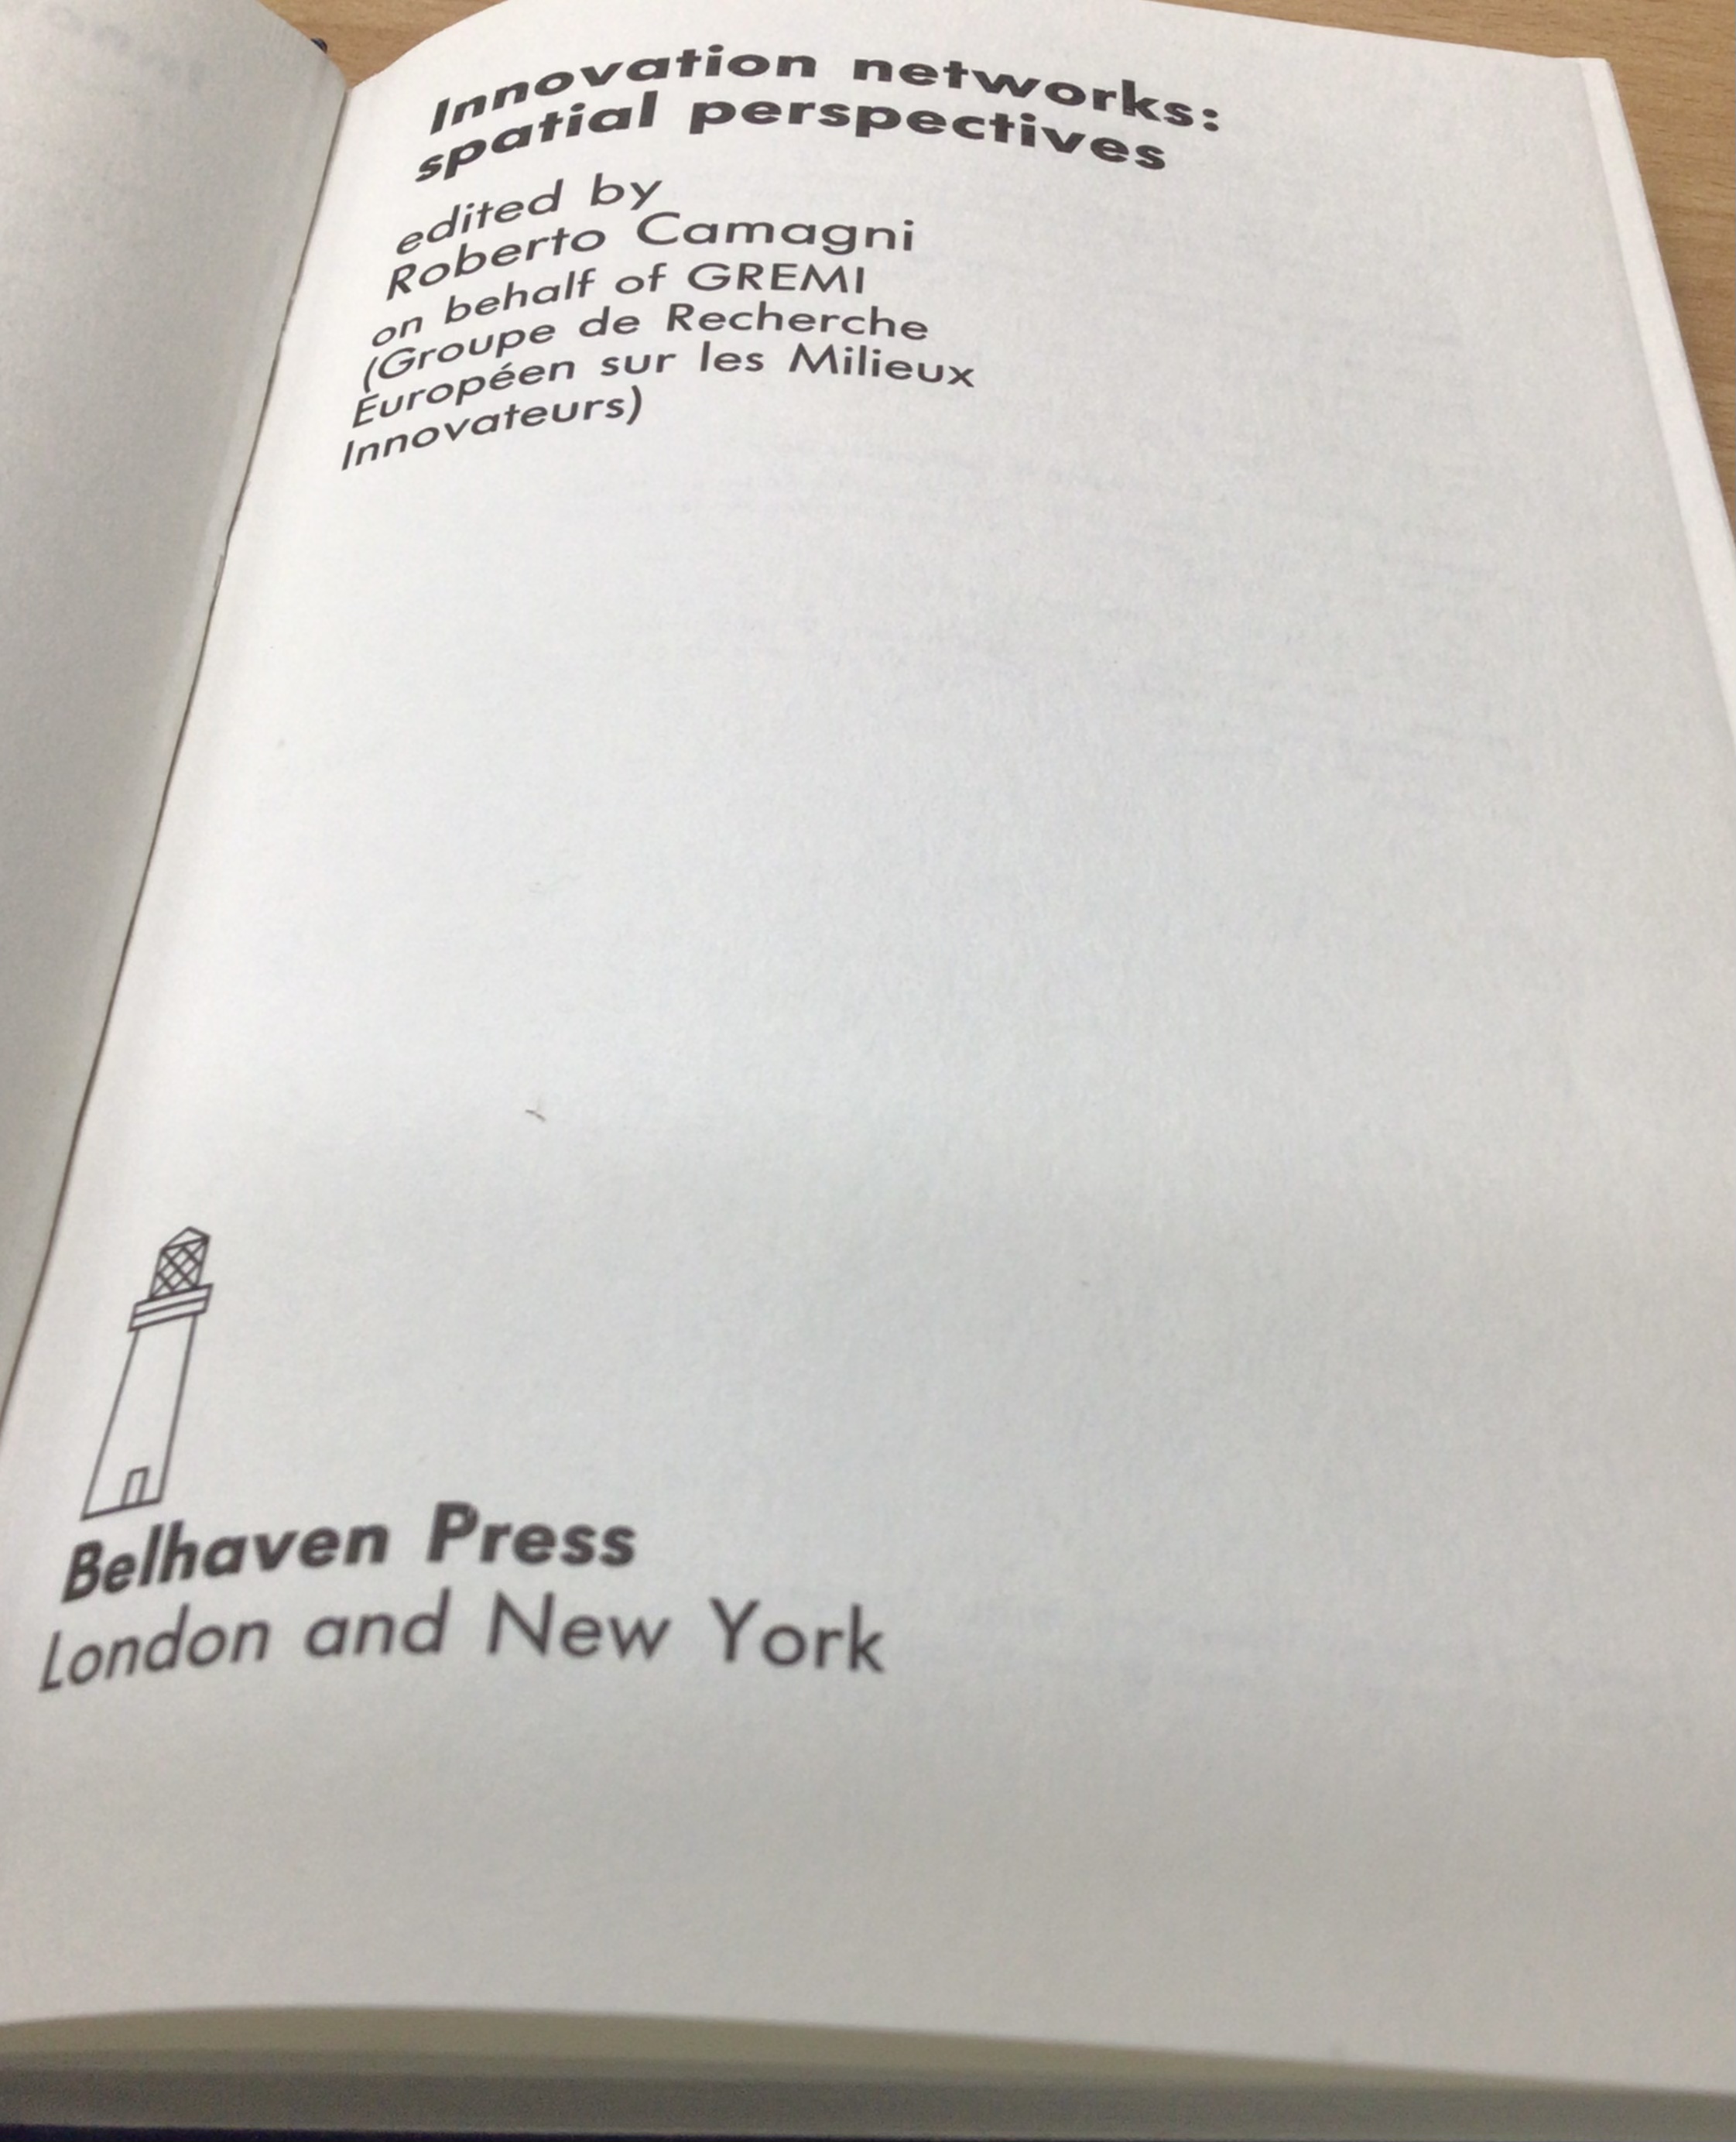 Innovation networks:
spatial perspectives
edited by
Roberto Camagni
on behalf of GREMI
(Groupe de Recherche
Européen sur les Milieux
Innovateurs)
Belhaven Press
London and New York